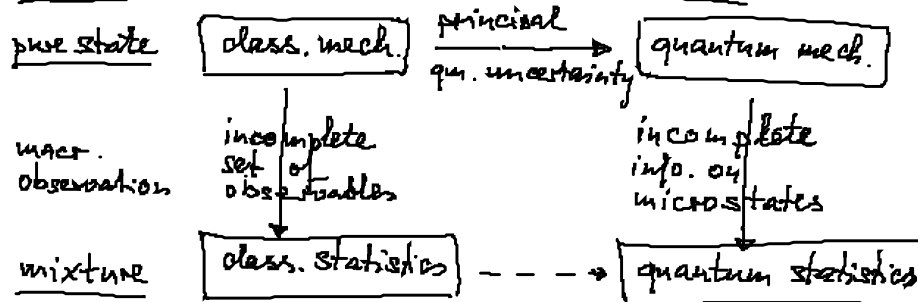 principal
pure state class. mech. quantum mech.
qm. uncertainty
incomplete incomplete
macr. set of info. on
observation observables microstates
mixture class. statistics quantum statistics